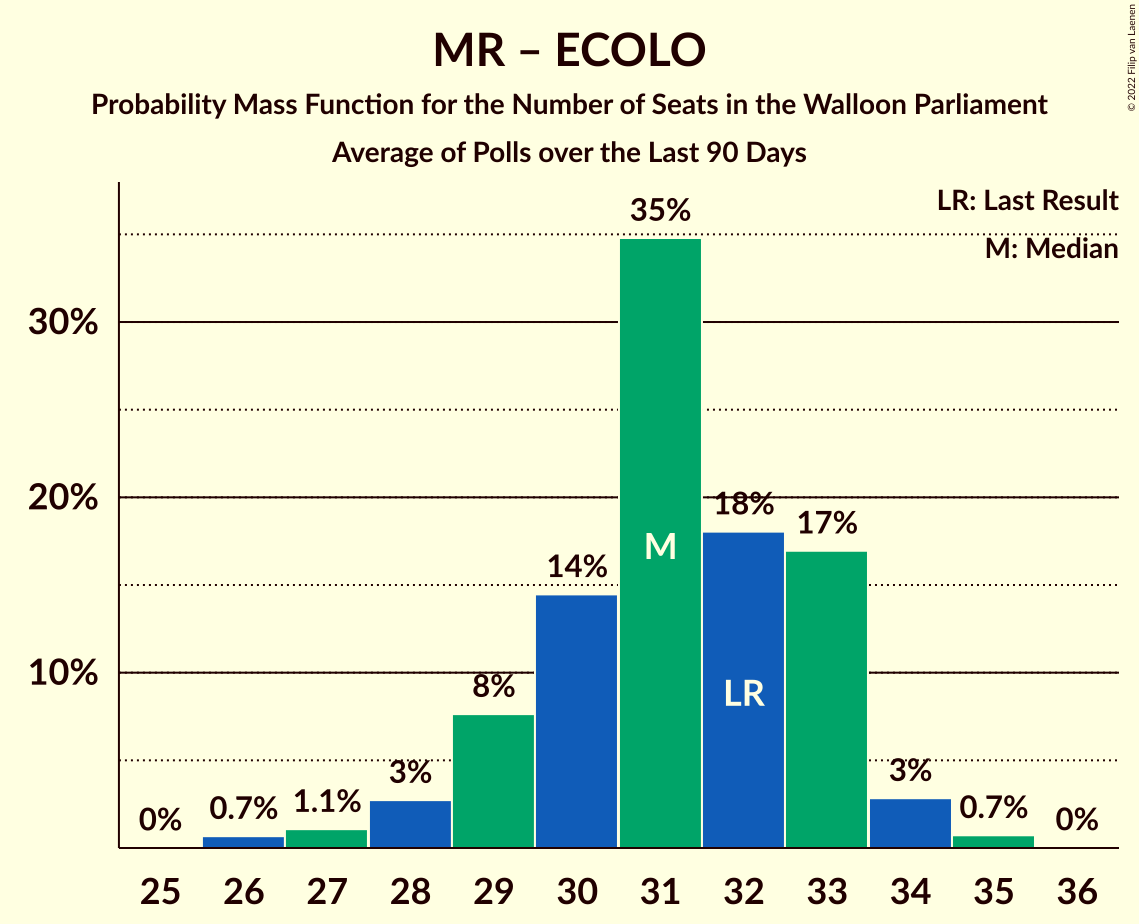 MR – ECOLO
Probability Mass Function for the Number of Seats in the Walloon Parliament
Average of Polls over the Last 90 Days
© 2022 Filip van Laenen
LR: Last Result
M: Median
35%
30%
20%
18%
17%
M
14%
10%
8%
LR
3%
3%
0%
0.7%
1.1%
0.7%
0%
25 26 27 28 29 30 31 32 33 34 35 36